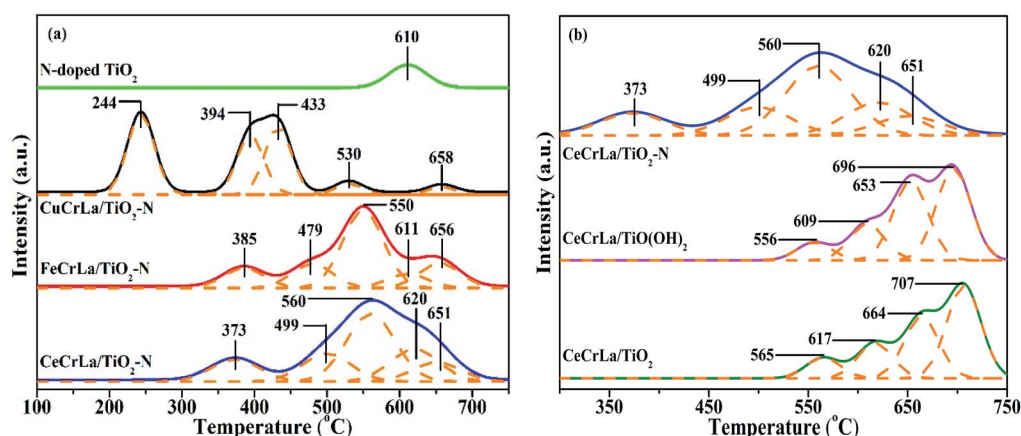 (a)
610
N-doped TiO₂
244
394
433
530
658
CuCrLa/TiO₂-N
550
385
479
611
656
FeCrLa/TiO₂-N
560
620
373
499
651
CeCrLa/TiO₂-N
Intensity (a.u.)
100 200 300 400 500 600 700
Temperature (°C)
(b)
560
620
499
651
373
CeCrLa/TiO₂-N
696
653
609
556
CeCrLa/TiO(OH)₂
707
664
617
565
CeCrLa/TiO₂
Intensity (a.u.)
350 450 550 650 750
Temperature (°C)